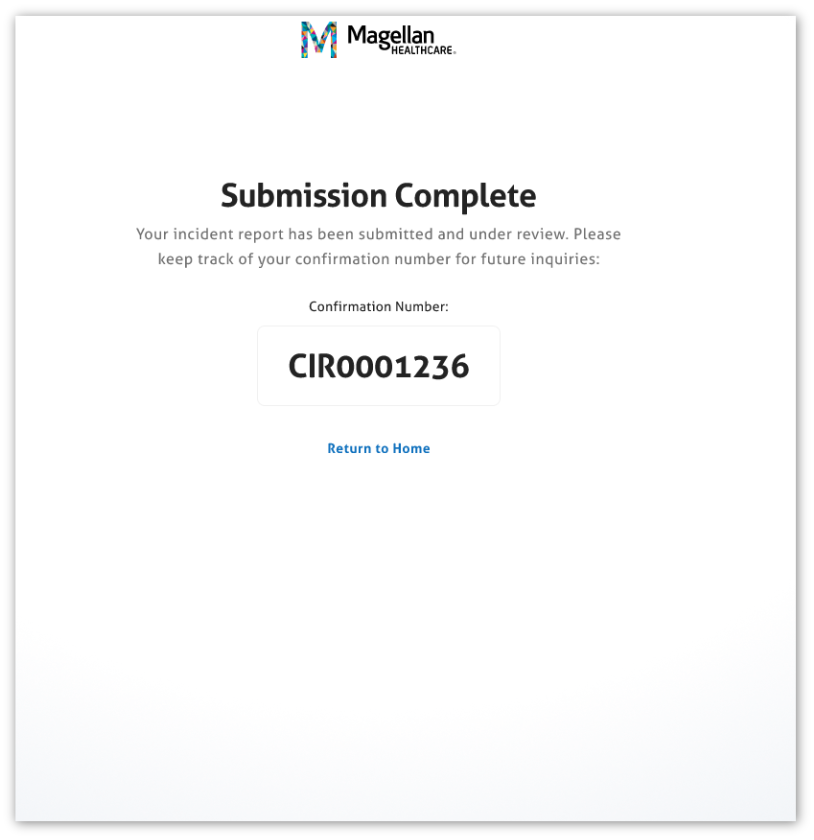 Magellan
HEALTHCARE®
Submission Complete
Your incident report has been submitted and under review. Please
keep track of your confirmation number for future inquiries:
Confirmation Number:
CIR0001236
Return to Home